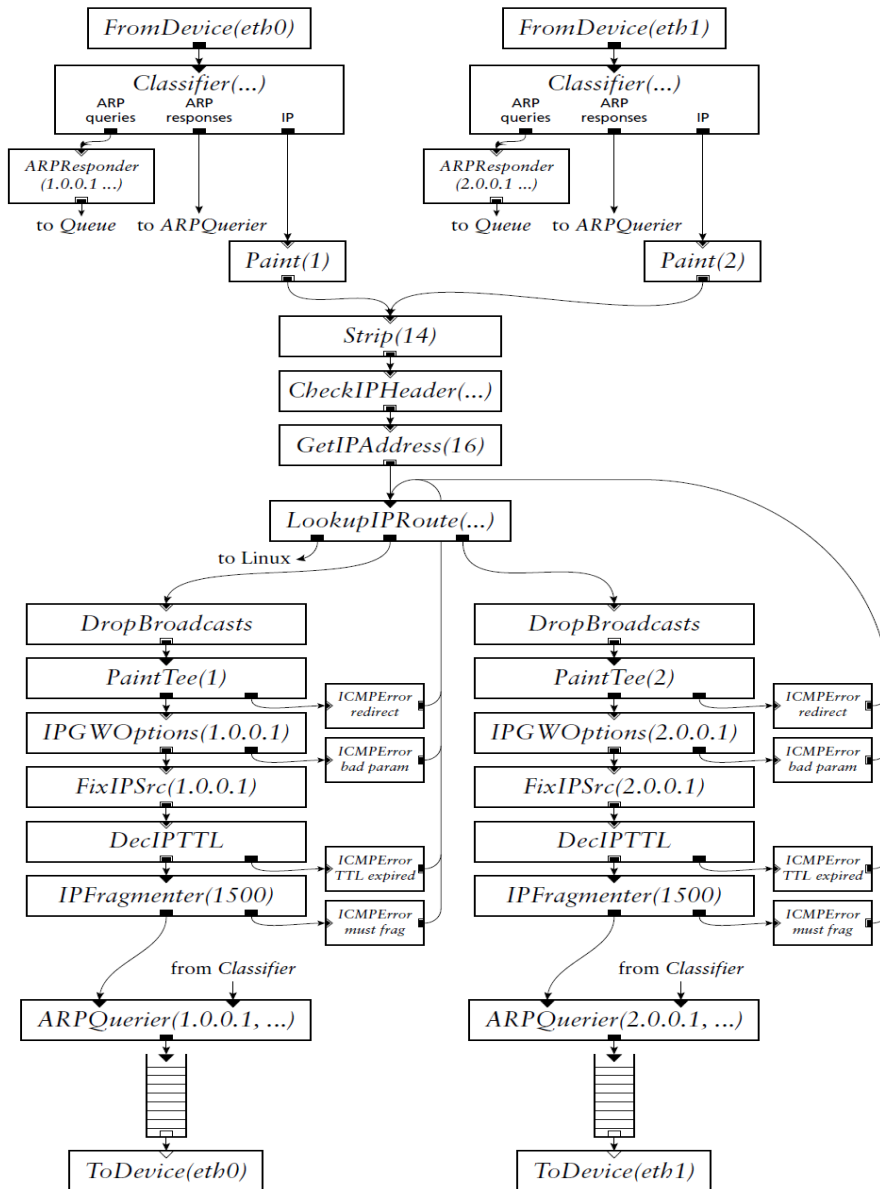 FromDevice(eth0)
FromDevice(eth1)
Classifier(...)
ARP queries
ARP responses
IP
Classifier(...)
ARP queries
ARP responses
IP
ARPResponder
(1.0.0.1 ...)
ARPResponder
(2.0.0.1 ...)
to Queue
to ARPQuerier
to Queue
to ARPQuerier
Paint(1)
Paint(2)
Strip(14)
CheckIPHeader(...)
GetIPAddress(16)
LookupIPRoute(...)
to Linux
DropBroadcasts
DropBroadcasts
PaintTee(1)
ICMPError
redirect
PaintTee(2)
ICMPError
redirect
IPGWOptions(1.0.0.1)
ICMPError
bad param
IPGWOptions(2.0.0.1)
ICMPError
bad param
FixIPSrc(1.0.0.1)
FixIPSrc(2.0.0.1)
DecIPTTL
ICMPError
TTL expired
DecIPTTL
ICMPError
TTL expired
IPFragmenter(1500)
ICMPError
must frag
IPFragmenter(1500)
ICMPError
must frag
from Classifier
from Classifier
ARPQuerier(1.0.0.1, ...)
ARPQuerier(2.0.0.1, ...)
ToDevice(eth0)
ToDevice(eth1)